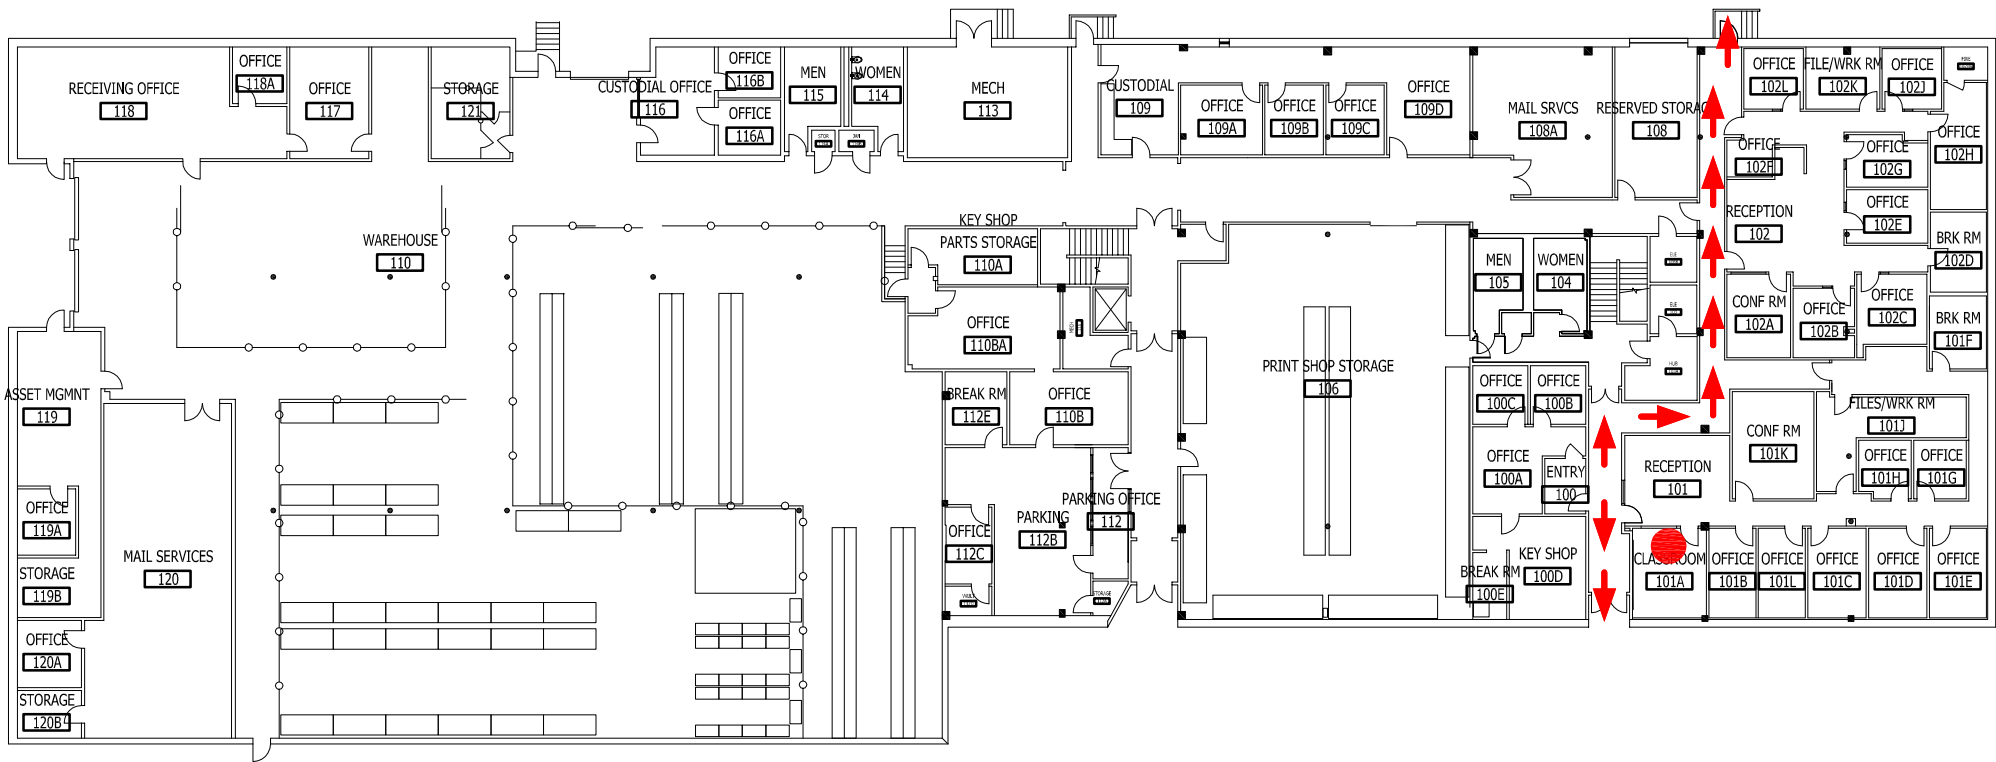 RECEIVING OFFICE
118
OFFICE
118A
OFFICE
117
STORAGE
121
CUSTODIAL OFFICE
116
OFFICE
116B
OFFICE
116A
MEN
115
WOMEN
114
MECH
113
CUSTODIAL
109
OFFICE
109A
OFFICE
109B
OFFICE
109C
OFFICE
109D
MAIL SRVCS
108A
RESERVED STORAG
108
OFFICE
102L
FILE/WRK RM
102K
OFFICE
102J
OFFICE
102H
OFFICE
102F
OFFICE
102G
OFFICE
102E
RECEPTION
102
BRK RM
102D
CONF RM
102A
OFFICE
102B
OFFICE
102C
BRK RM
101F
WAREHOUSE
110
KEY SHOP
PARTS STORAGE
110A
OFFICE
110BA
MECH
BREAK RM
112E
OFFICE
110B
PRINT SHOP STORAGE
106
MEN
105
WOMEN
104
ELE
ELE
HUB
OFFICE
100C
OFFICE
100B
OFFICE
100A
ENTRY
100
KEY SHOP
100D
BREAK RM
100E
FILES/WRK RM
101J
CONF RM
101K
OFFICE
101H
OFFICE
101G
RECEPTION
101
CLASSROOM
101A
OFFICE
101B
OFFICE
101L
OFFICE
101C
OFFICE
101D
OFFICE
101E
ASSET MGMNT
119
OFFICE
119A
STORAGE
119B
MAIL SERVICES
120
OFFICE
120A
STORAGE
120B
PARKING OFFICE
112
PARKING
112B
OFFICE
112C
VAULT
STORAGE
STOR